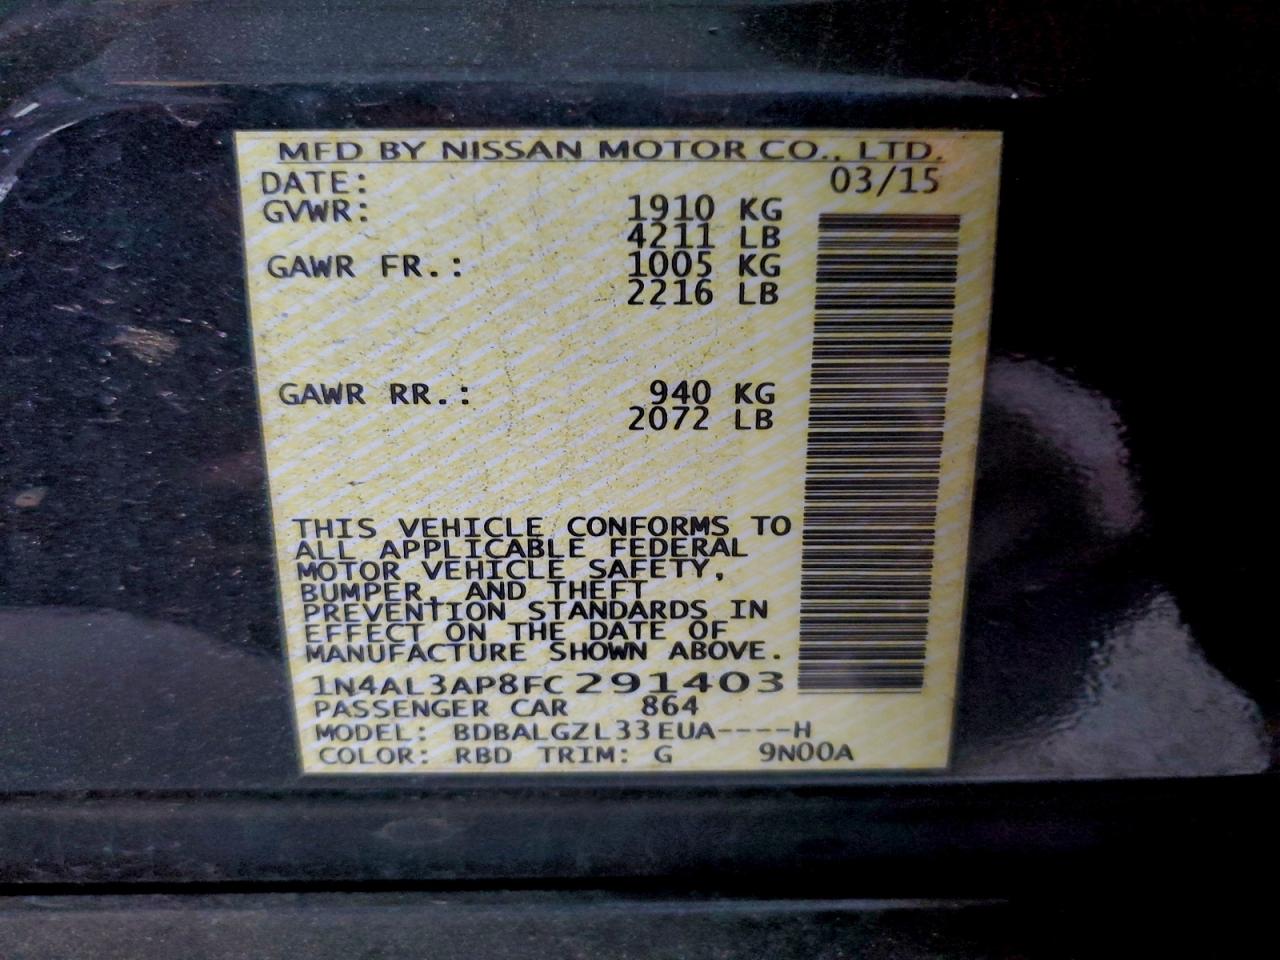 MFD BY NISSAN MOTOR CO., LTD.
DATE: 03/15
GVWR: 1910 KG
4211 LB
GAWR FR.: 1005 KG
2216 LB
GAWR RR.: 940 KG
2072 LB
THIS VEHICLE CONFORMS TO
ALL APPLICABLE FEDERAL
MOTOR VEHICLE SAFETY,
BUMPER, AND THEFT
PREVENTION STANDARDS IN
EFFECT ON THE DATE OF
MANUFACTURE SHOWN ABOVE.
1N4AL3AP8FC291403
PASSENGER CAR 864
MODEL: BDBALGZL33EUA----H
COLOR: RBD TRIM: G 9N00A